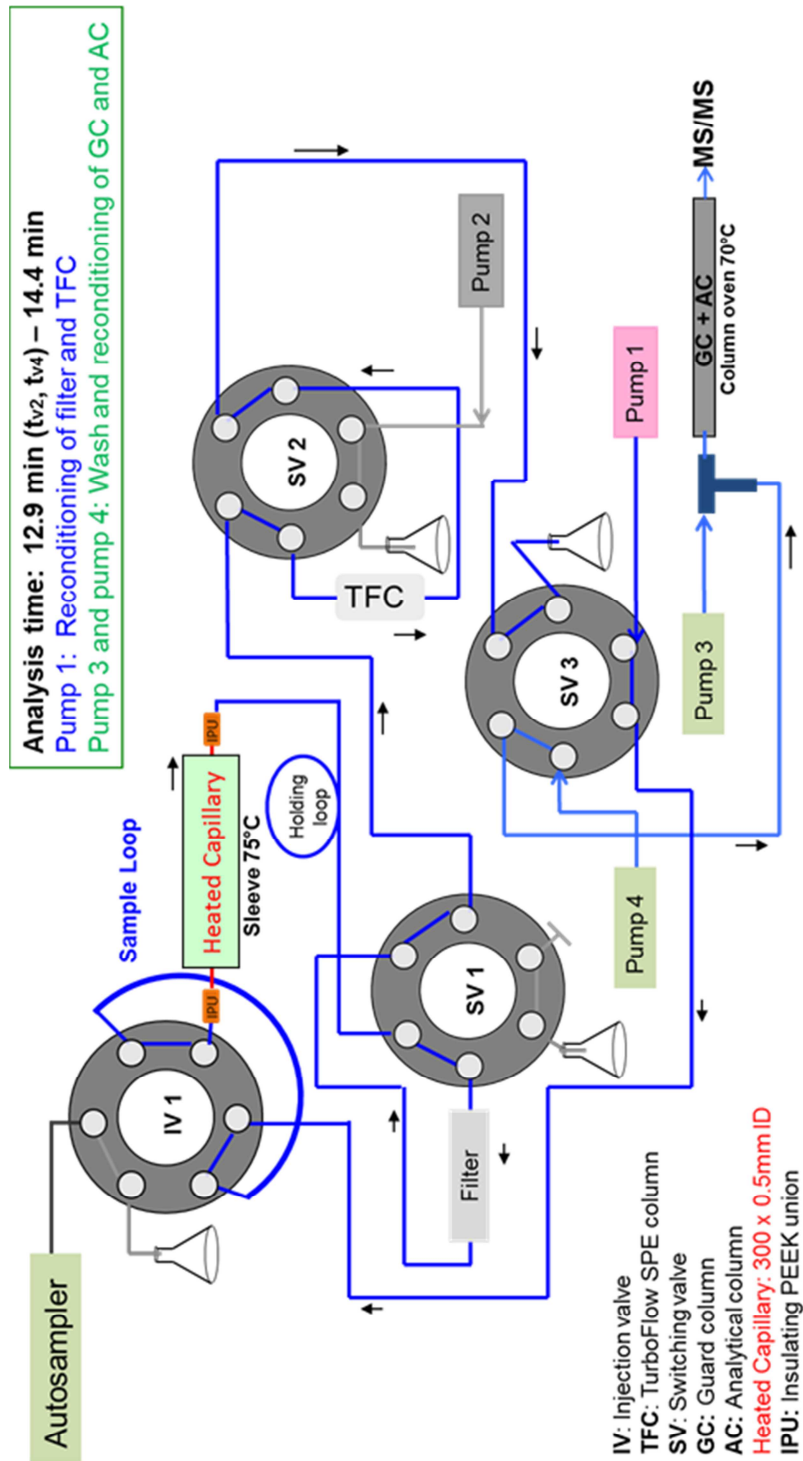 Analysis time: 12.9 min (tv2, tv4) – 14.4 min
Pump 1: Reconditioning of filter and TFC
Pump 3 and pump 4: Wash and reconditioning of GC and AC
Autosampler
IV 1
Sample Loop
IPU
Heated Capillary
IPU
Sleeve 75°C
Holding
loop
SV 2
TFC
Pump 2
Filter
SV 1
SV 3
Pump 1
Pump 4
Pump 3
GC + AC
MS/MS
Column oven 70°C
IV: Injection valve
TFC: TurboFlow SPE column
SV: Switching valve
GC: Guard column
AC: Analytical column
Heated Capillary: 300 x 0.5mm ID
IPU: Insulating PEEK union